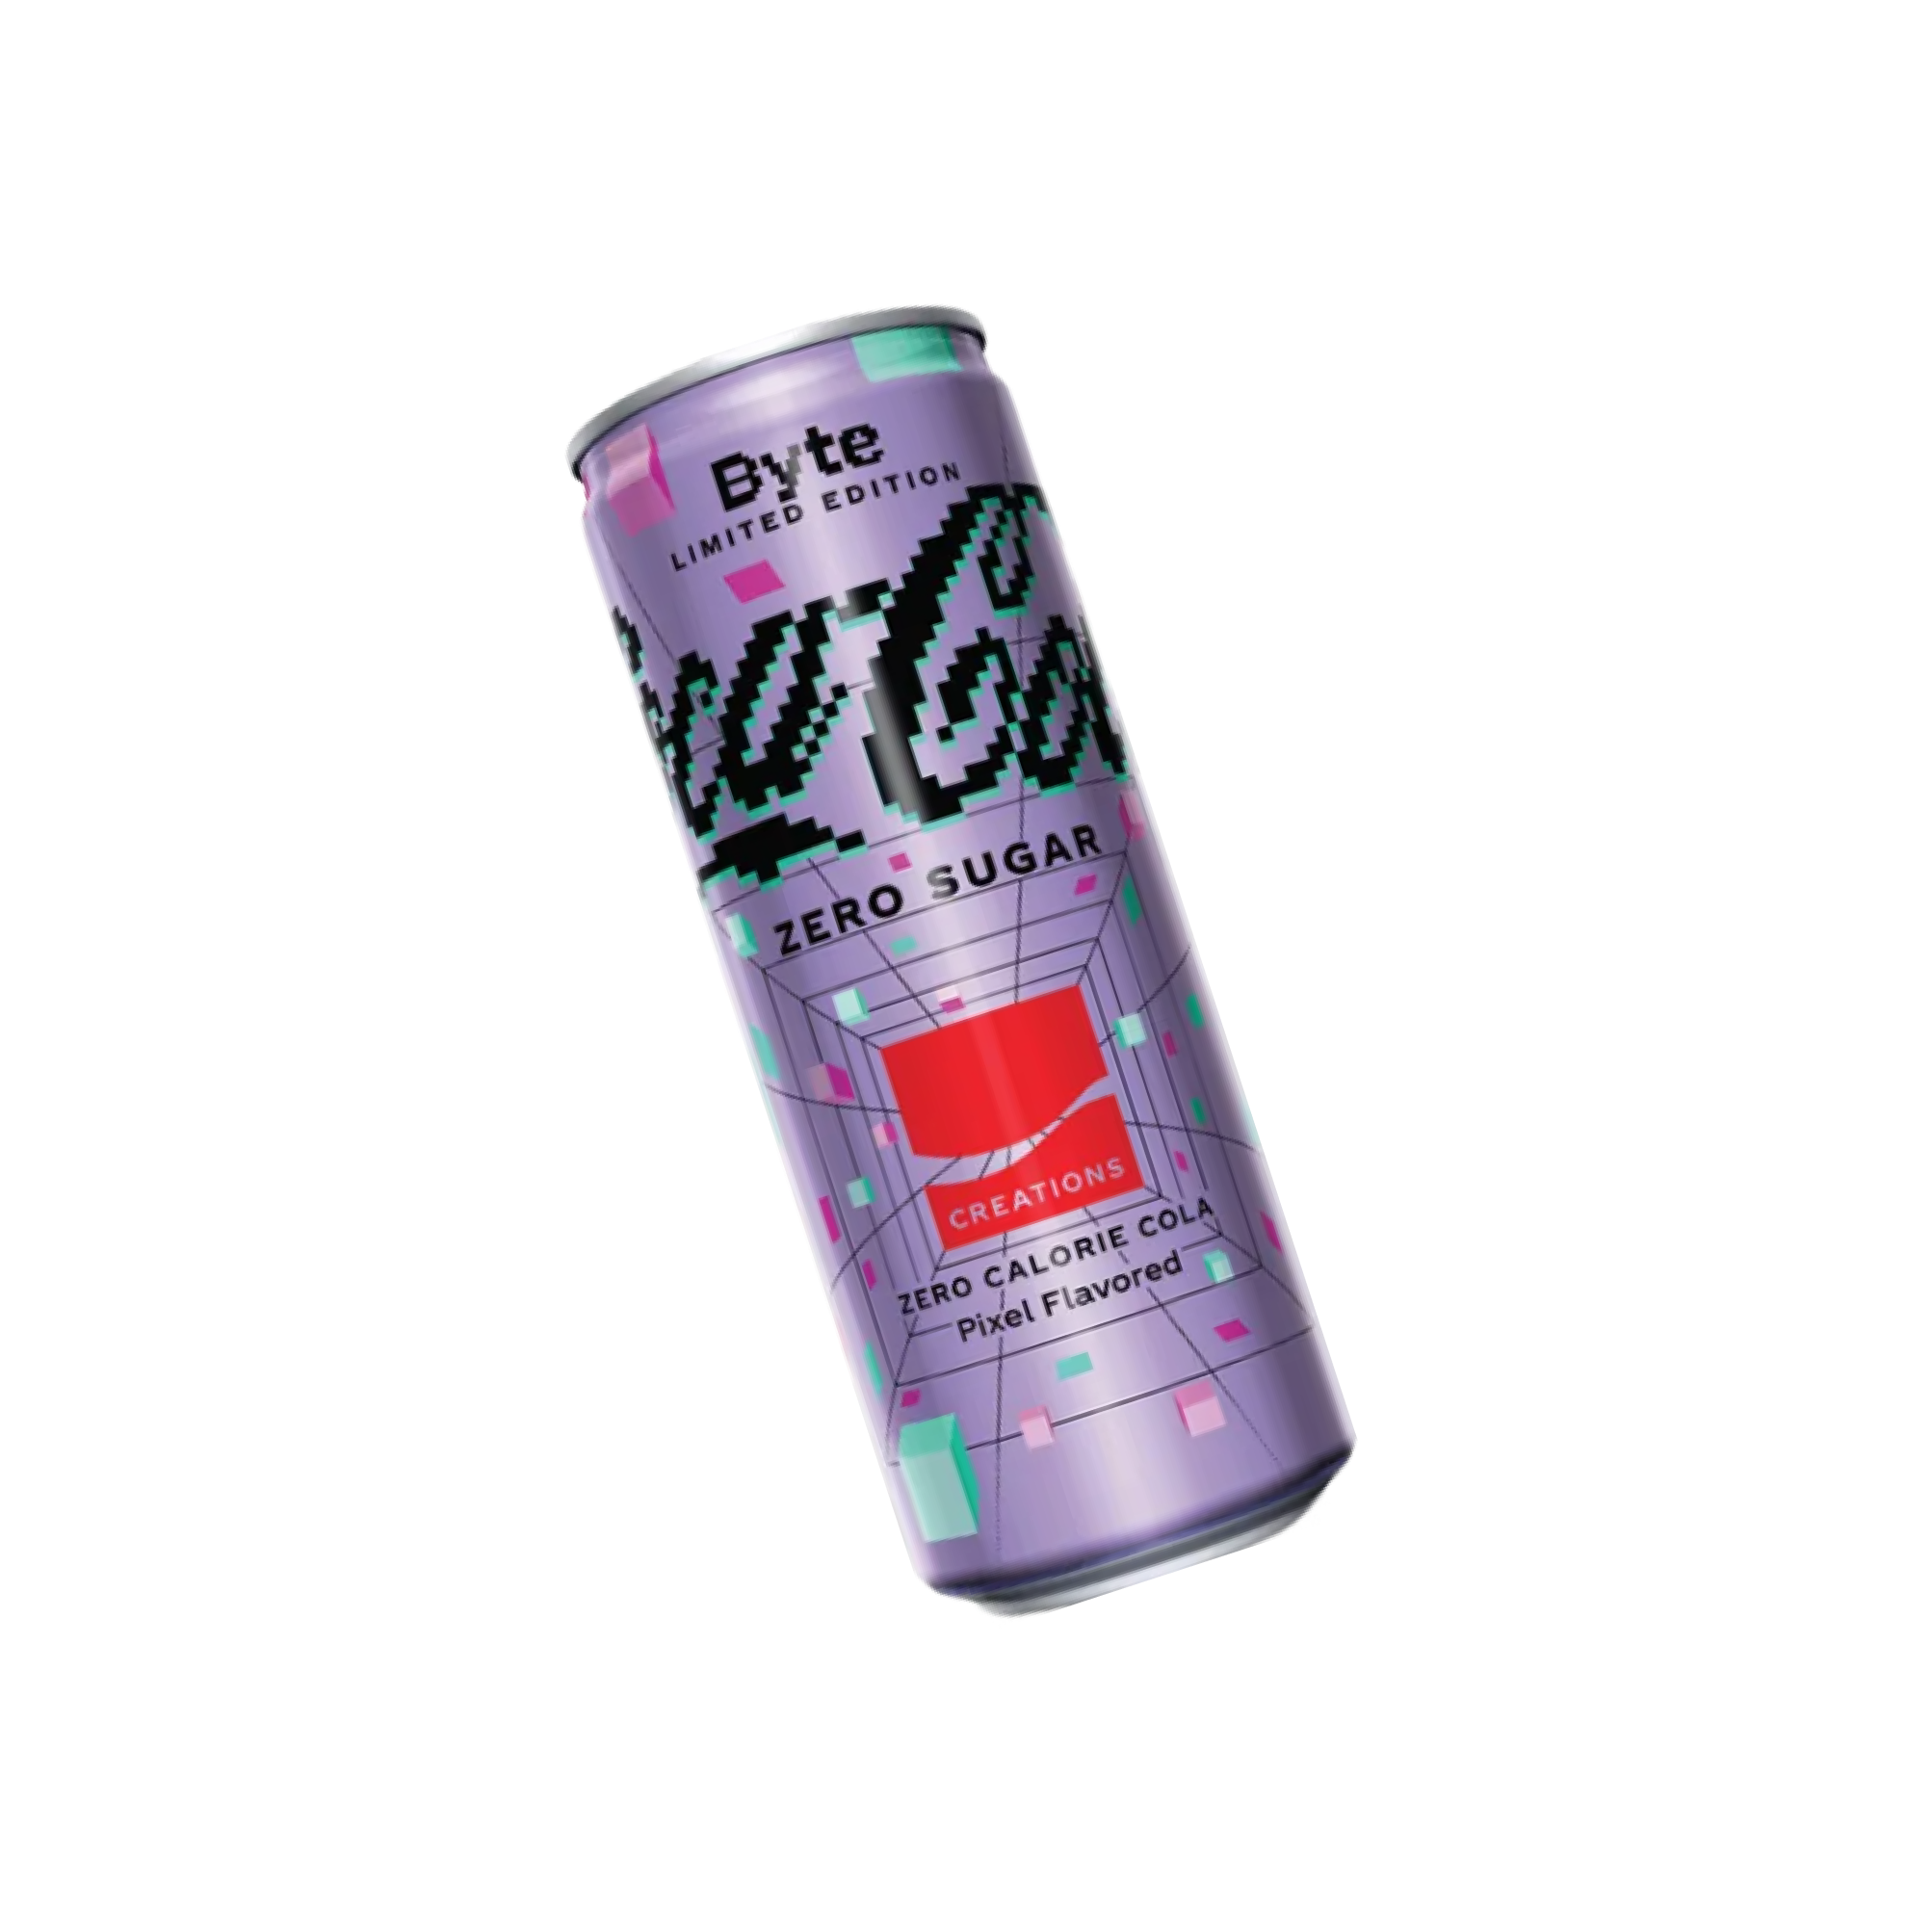 Byte
LIMITED EDITION
ZERO SUGAR
CREATIONS
ZERO CALORIE COLA
Pixel Flavored